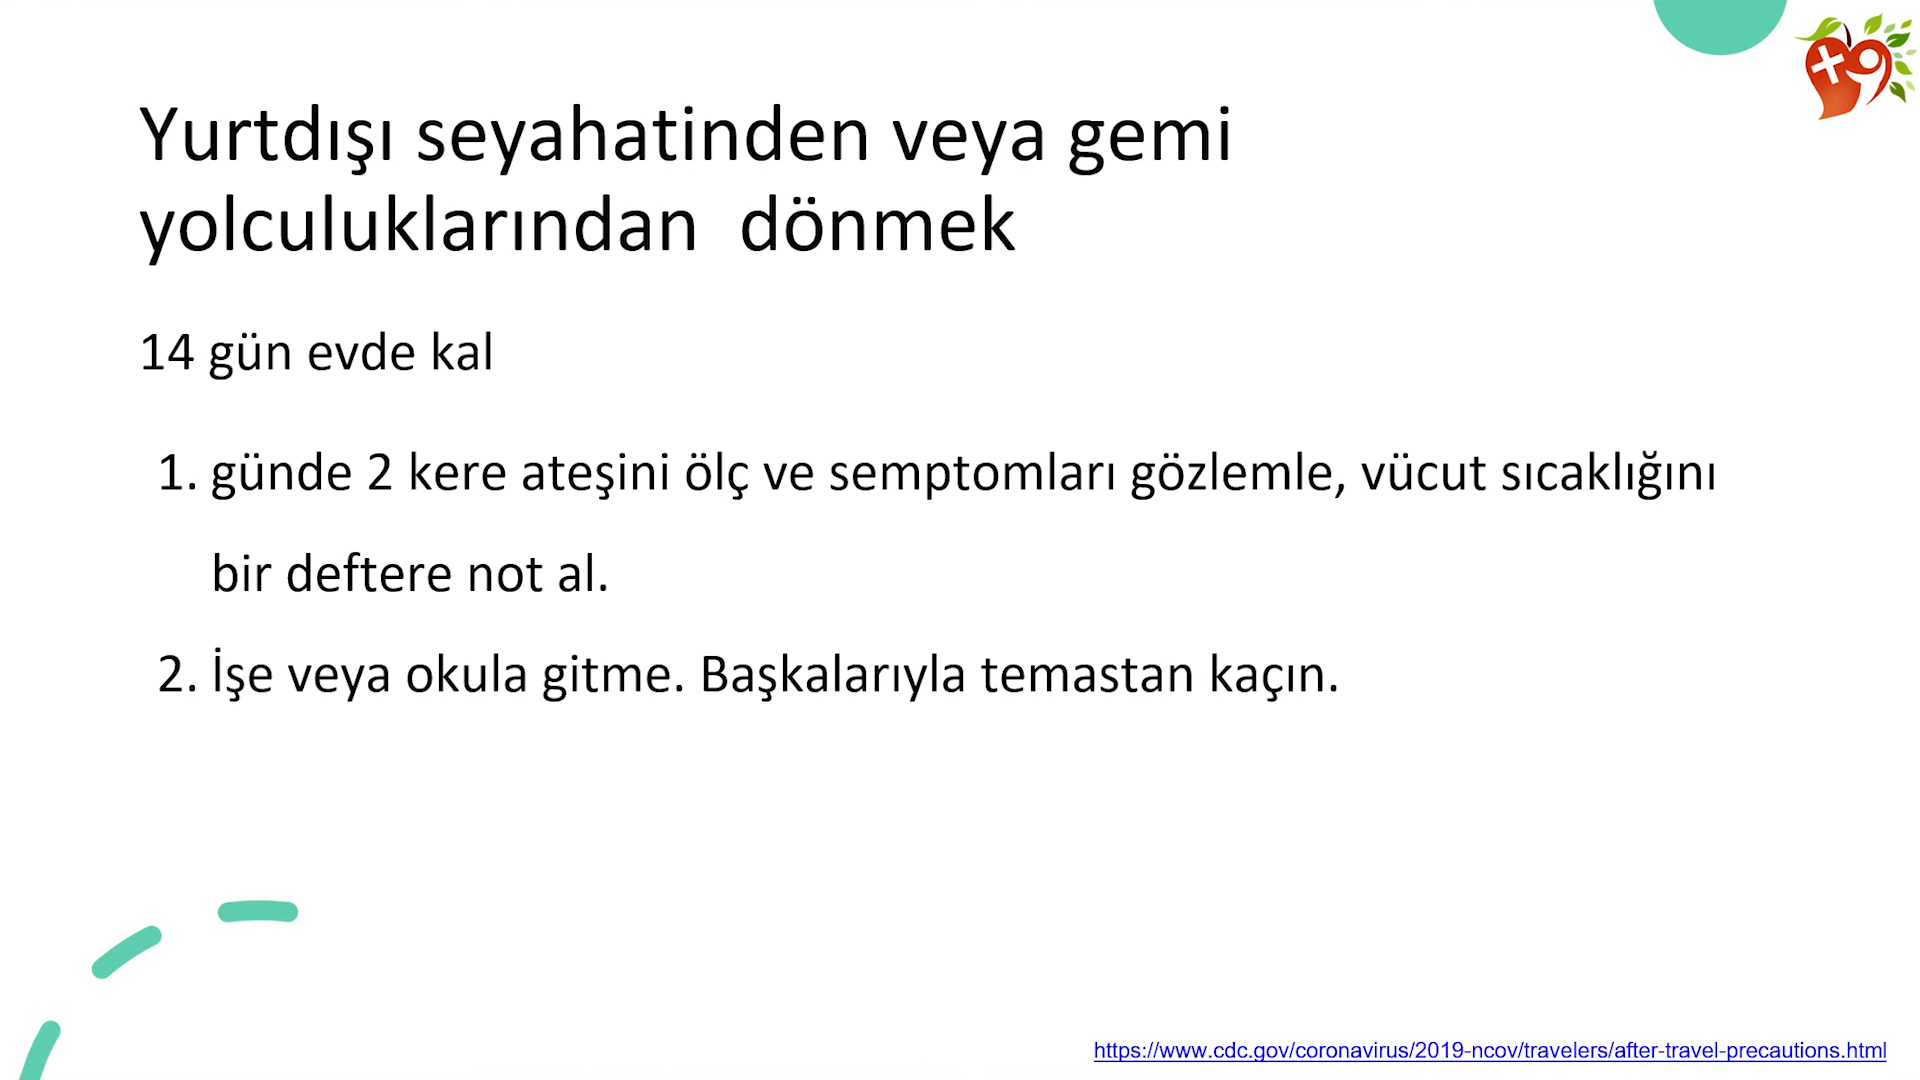 Yurtdışı seyahatinden veya gemi
yolculuklarından  dönmek
14 gün evde kal
1. günde 2 kere ateşini ölç ve semptomları gözlemle, vücut sıcaklığını
bir deftere not al.
2. İşe veya okula gitme. Başkalarıyla temastan kaçın.
https://www.cdc.gov/coronavirus/2019-ncov/travelers/after-travel-precautions.html